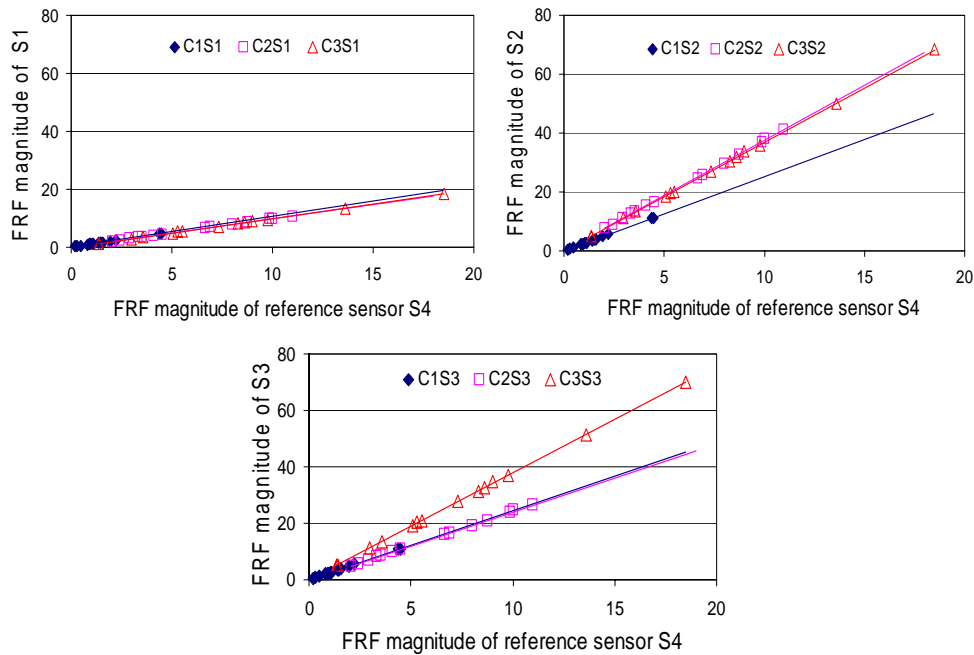 80
60
40
20
0
FRF magnitude of S1
C1S1 C2S1 C3S1
0 5 10 15 20
FRF magnitude of reference sensor S4
80
60
40
20
0
FRF magnitude of S2
C1S2 C2S2 C3S2
0 5 10 15 20
FRF magnitude of reference sensor S4
80
60
40
20
0
FRF magnitude of S3
C1S3 C2S3 C3S3
0 5 10 15 20
FRF magnitude of reference sensor S4